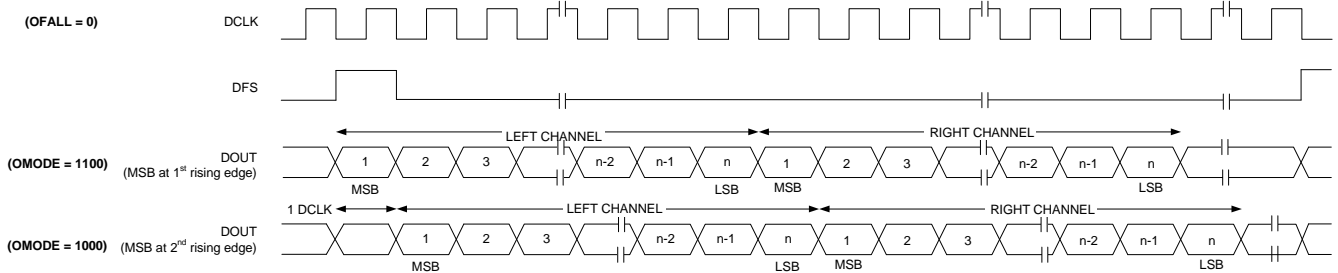 (OFALL = 0) DCLK
DFS
LEFT CHANNEL RIGHT CHANNEL
(OMODE = 1100) DOUT 1 2 3 n-2 n-1 n 1 2 3 n-2 n-1 n
(MSB at 1st rising edge)
MSB LSB MSB LSB
1 DCLK LEFT CHANNEL RIGHT CHANNEL
(OMODE = 1000) DOUT 1 2 3 n-2 n-1 n 1 2 3 n-2 n-1 n
(MSB at 2nd rising edge)
MSB LSB MSB LSB